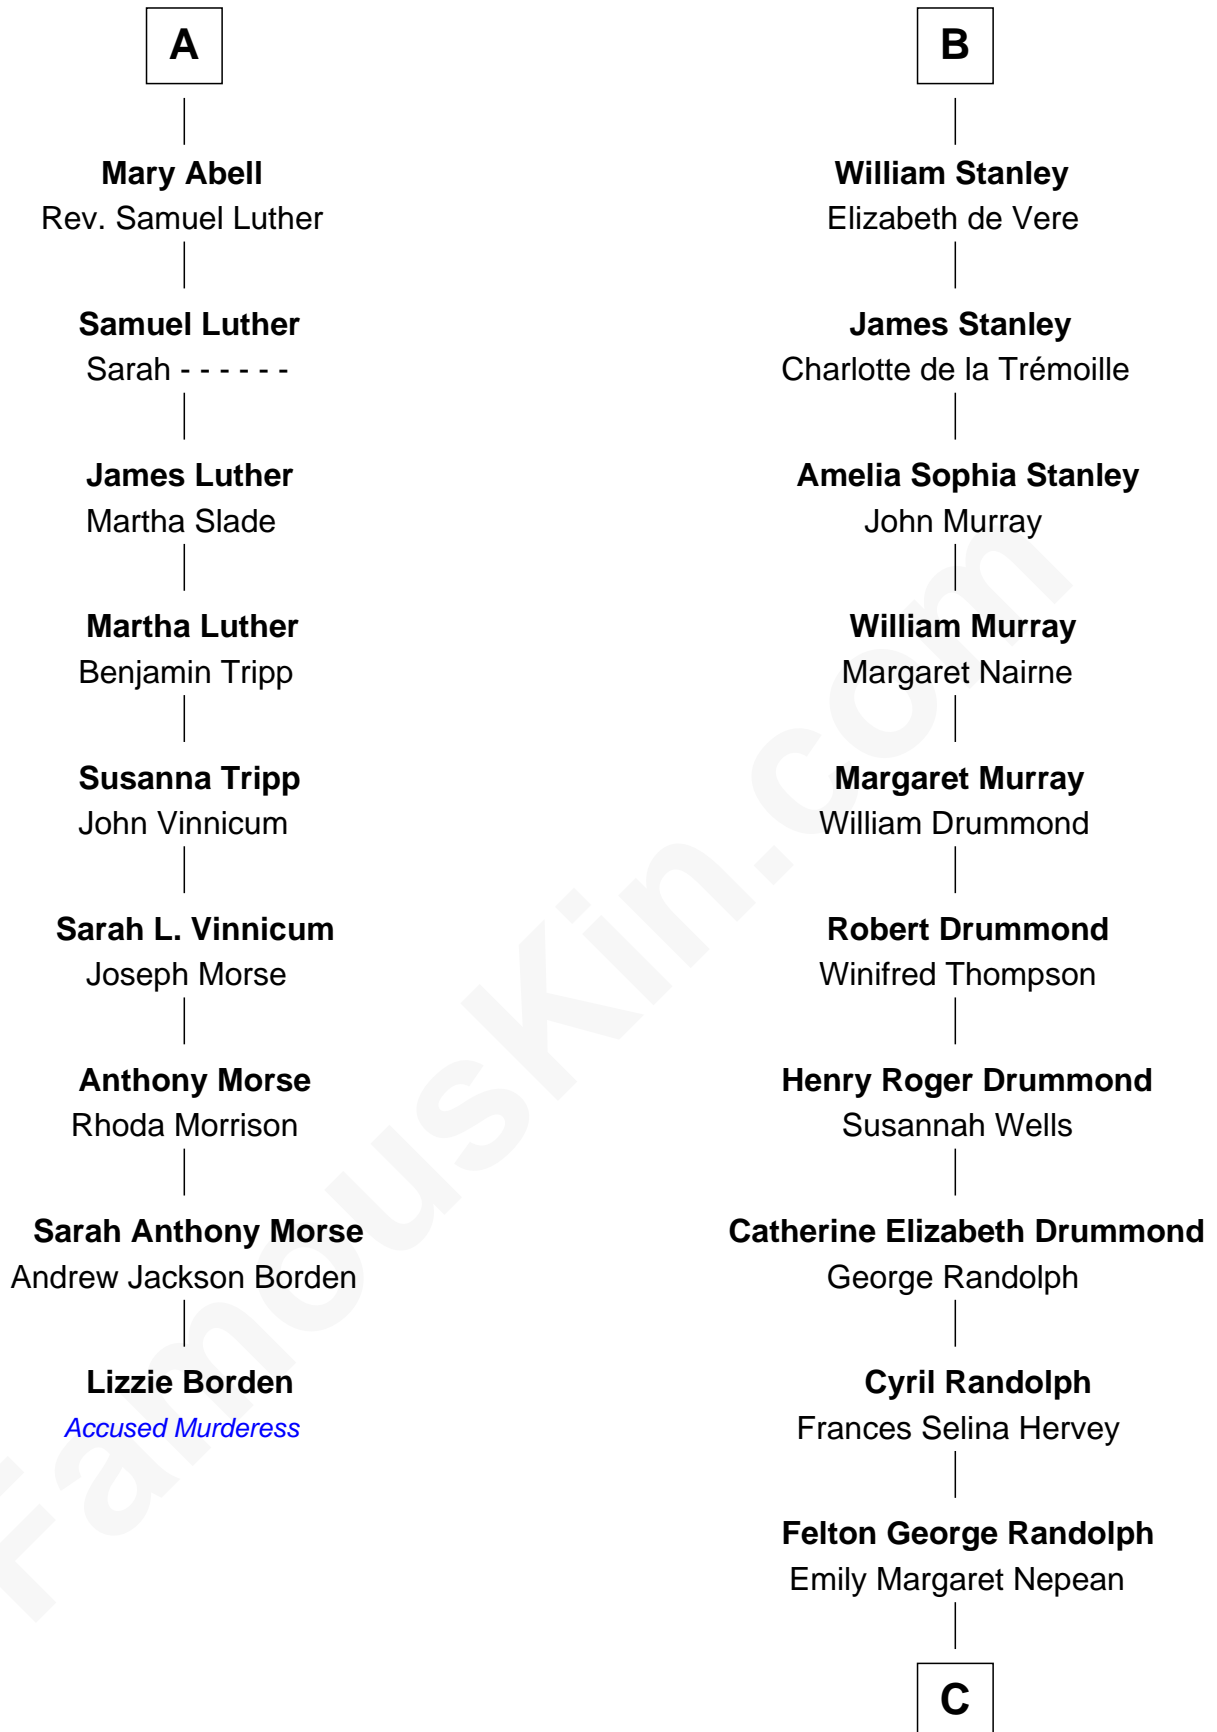 A
Mary Abell
Rev. Samuel Luther
Samuel Luther
Sarah - - - - - -
James Luther
Martha Slade
Martha Luther
Benjamin Tripp
Susanna Tripp
John Vinnicum
Sarah L. Vinnicum
Joseph Morse
Anthony Morse
Rhoda Morrison
Sarah Anthony Morse
Andrew Jackson Borden
Lizzie Borden
Accused Murderess
B
William Stanley
Elizabeth de Vere
James Stanley
Charlotte de la Trémoille
Amelia Sophia Stanley
John Murray
William Murray
Margaret Nairne
Margaret Murray
William Drummond
Robert Drummond
Winifred Thompson
Henry Roger Drummond
Susannah Wells
Catherine Elizabeth Drummond
George Randolph
Cyril Randolph
Frances Selina Hervey
Felton George Randolph
Emily Margaret Nepean
C
FamousKin.com